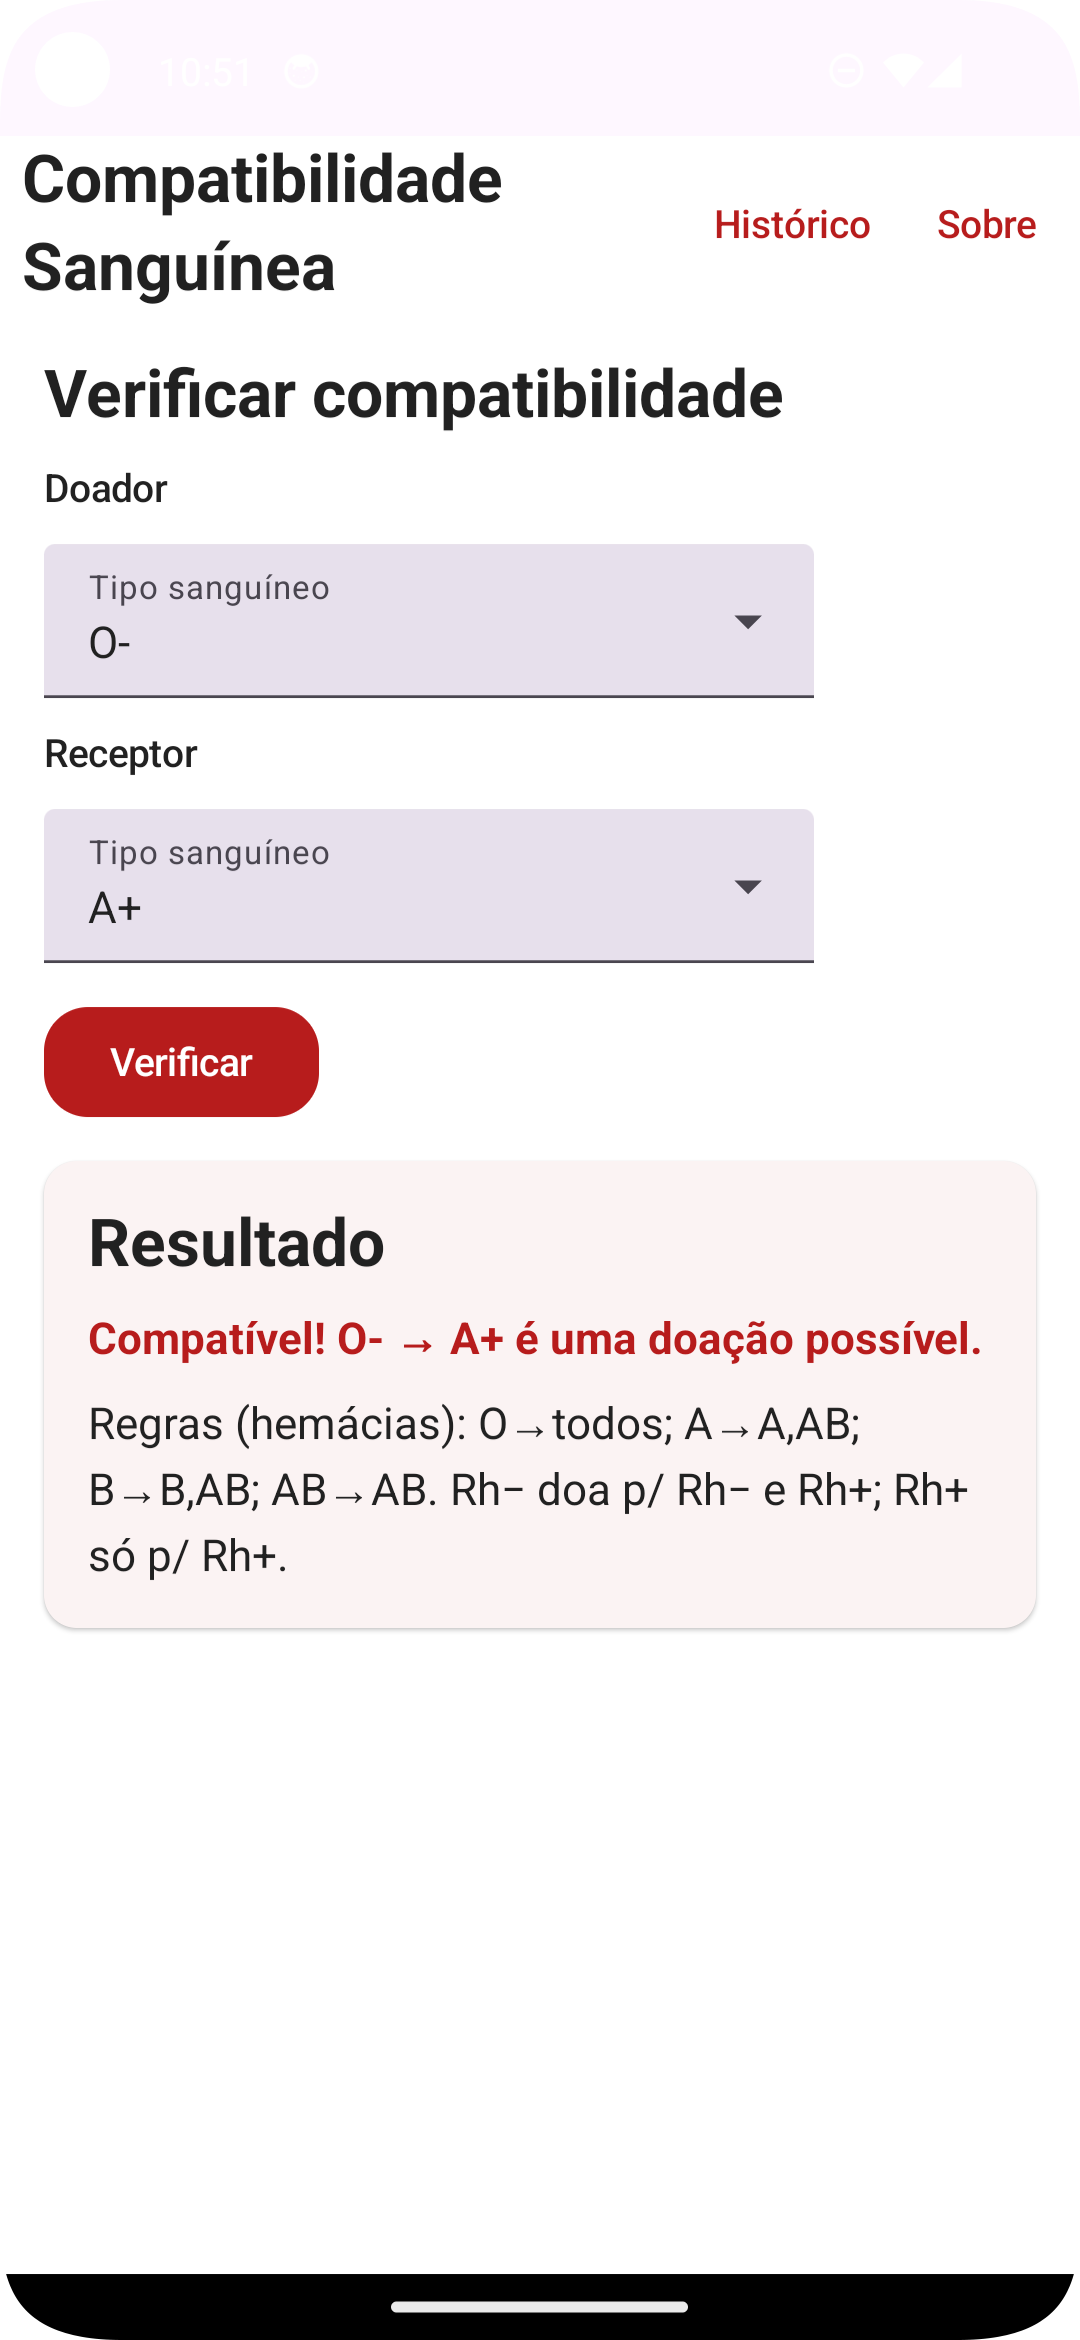 10:51
Compatibilidade
Sanguínea
Histórico
Sobre
Verificar compatibilidade
Doador
Tipo sanguíneo
O-
Receptor
Tipo sanguíneo
A+
Verificar
Resultado
Compatível! O- → A+ é uma doação possível.
Regras (hemácias): O→todos; A→A,AB;
B→B,AB; AB→AB. Rh− doa p/ Rh− e Rh+; Rh+
só p/ Rh+.